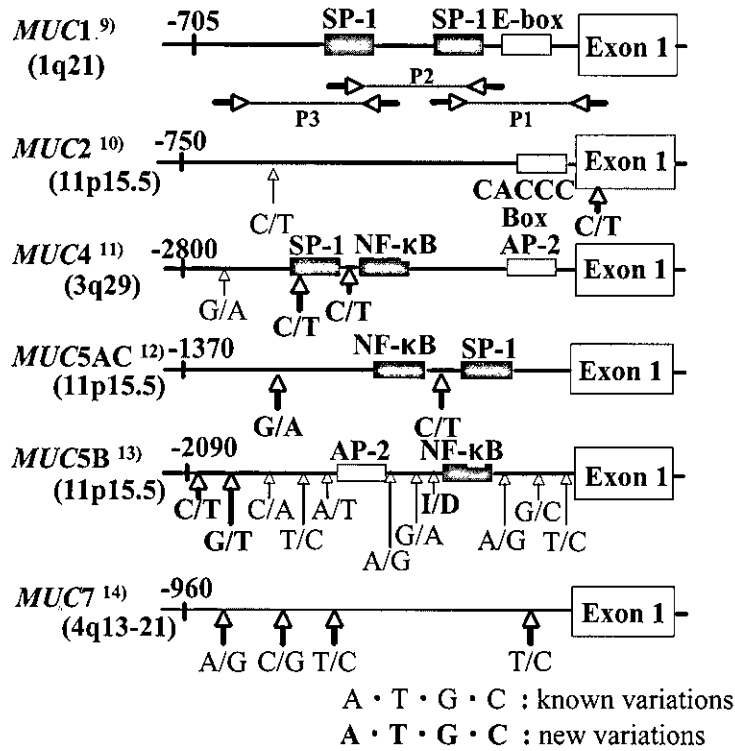 MUC1 9) -705 SP-1 SP-1 E-box Exon 1
(1q21)
P2
P3 P1
MUC2 10) -750 Exon 1
(11p15.5) CACCC
C/T Box C/T
MUC4 11) -2800 SP-1 NF-κB AP-2 Exon 1
(3q29)
G/A C/T C/T
MUC5AC 12) -1370 NF-κB SP-1 Exon 1
(11p15.5)
G/A C/T
MUC5B 13) -2090 AP-2 NF-κB Exon 1
(11p15.5)
C/T C/A A/T I/D G/C
G/T T/C G/A A/G T/C
A/G
MUC7 14) -960 Exon 1
(4q13-21)
A/G C/G T/C T/C
A・T・G・C : known variations
A・T・G・C : new variations